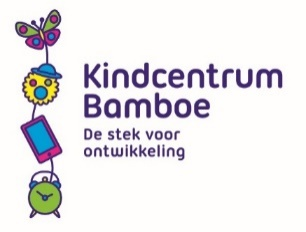 Kindcentrum
Bamboe
De stek voor
ontwikkeling